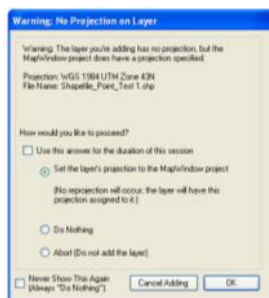 Warning: No Projection on Layer
Warning: The layer you're adding has no projection, but the
MapWindow project does have a projection specified.
Projection: WGS 1984 UTM Zone 43N
File Name: Shapefile_Point_Test 1.shp
How would you like to proceed?
Use this answer for the duration of this session
Set the layer's projection to the MapWindow project
(No reprojection will occur; the layer will have this
projection assigned to it.)
Do Nothing
Abort (Do not add the layer)
Never Show This Again
(Always "Do Nothing")
Cancel Adding
OK